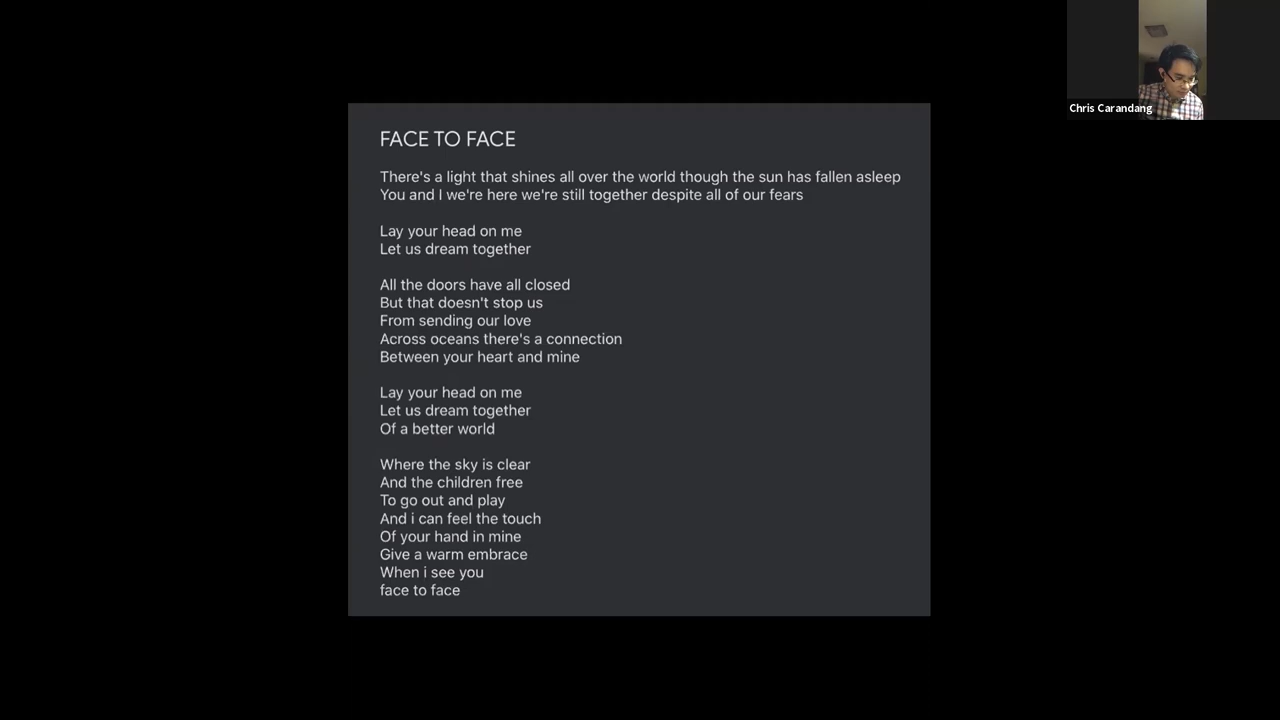 FACE TO FACE
There's a light that shines all over the world though the sun has fallen asleep
You and I we're here we're still together despite all of our fears
Lay your head on me
Let us dream together
All the doors have all closed
But that doesn't stop us
From sending our love
Across oceans there's a connection
Between your heart and mine
Lay your head on me
Let us dream together
Of a better world
Where the sky is clear
And the children free
To go out and play
And i can feel the touch
Of your hand in mine
Give a warm embrace
When i see you
face to face
Chris Carandang